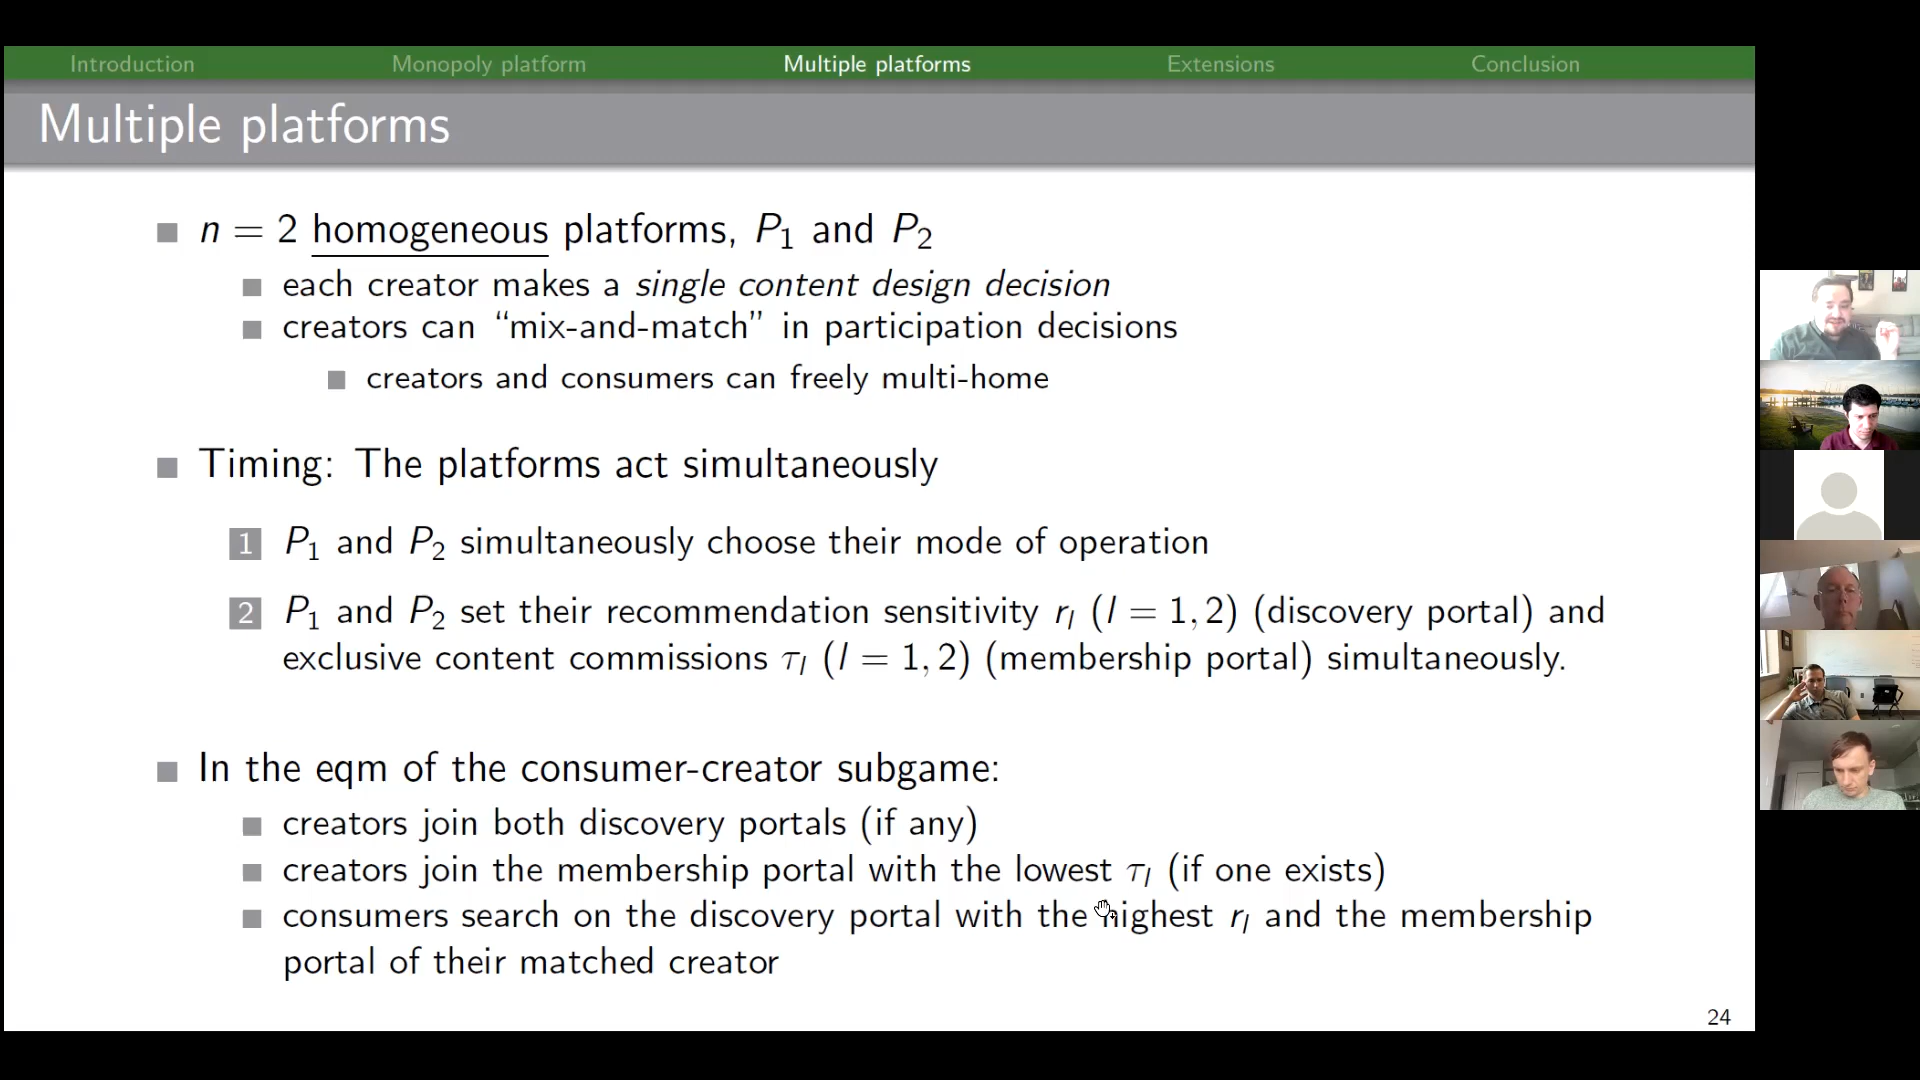 Introduction Monopoly platform Multiple platforms Extensions Conclusion
Multiple platforms
n = 2 homogeneous platforms, P₁ and P₂
each creator makes a single content design decision
creators can “mix-and-match” in participation decisions
creators and consumers can freely multi-home
Timing: The platforms act simultaneously
1 P₁ and P₂ simultaneously choose their mode of operation
2 P₁ and P₂ set their recommendation sensitivity rₗ (l = 1, 2) (discovery portal) and
exclusive content commissions τₗ (l = 1, 2) (membership portal) simultaneously.
In the eqm of the consumer-creator subgame:
creators join both discovery portals (if any)
creators join the membership portal with the lowest τₗ (if one exists)
consumers search on the discovery portal with the highest rₗ and the membership
portal of their matched creator
24